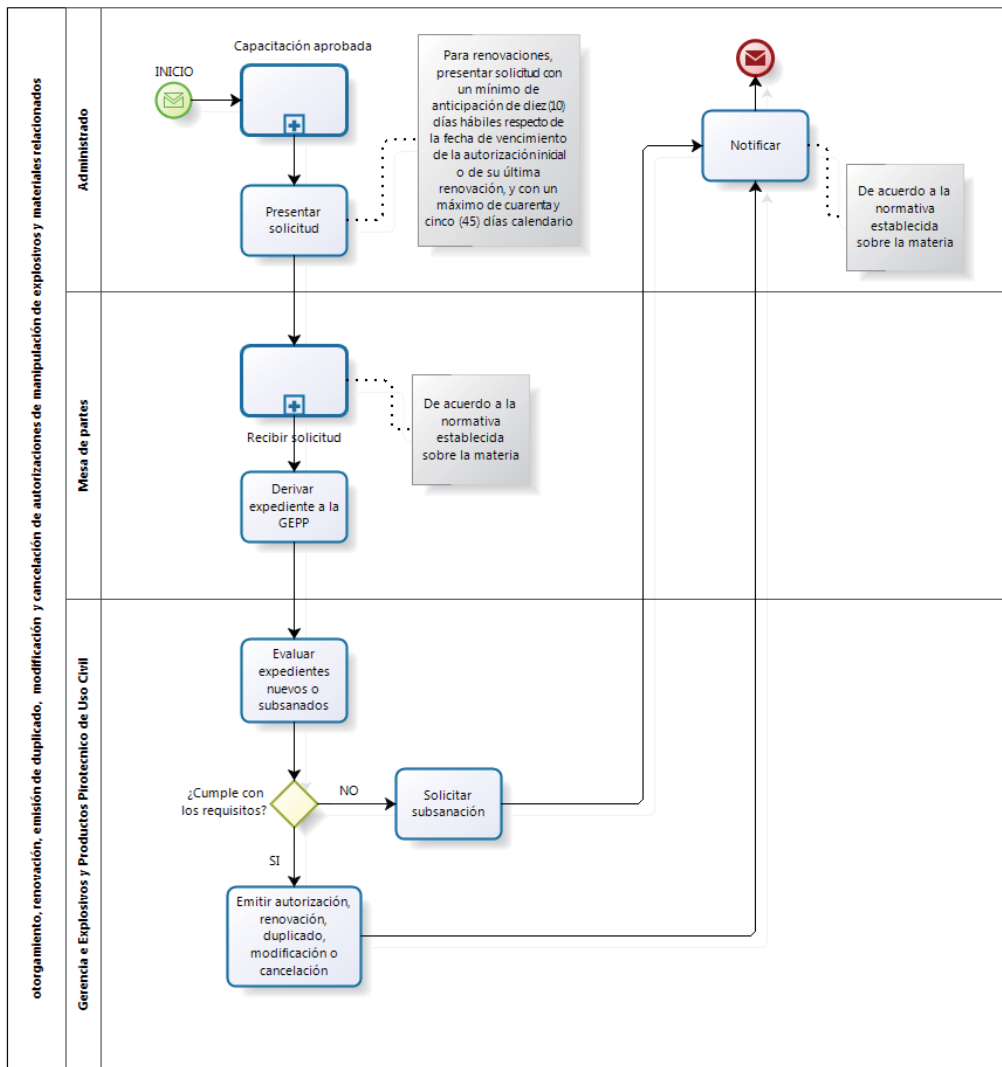 otorgamiento, renovación, emisión de duplicado, modificación y cancelación de autorizaciones de manipulación de explosivos y materiales relacionados
Administrado
INICIO
Capacitación aprobada
Presentar
solicitud
Para renovaciones,
presentar solicitud con
un mínimo de
anticipación de diez (10)
días hábiles respecto de
la fecha de vencimiento
de la autorización inicial
o de su última
renovación, y con un
máximo de cuarenta y
cinco (45) días calendario
Notificar
De acuerdo a la
normativa
establecida
sobre la materia
Mesa de partes
Recibir solicitud
De acuerdo a la
normativa
establecida
sobre la materia
Derivar
expediente a la
GEPP
Gerencia e Explosivos y Productos Pirotecnico de Uso Civil
Evaluar
expedientes
nuevos o
subsanados
¿Cumple con
los requisitos?
NO
Solicitar
subsanación
SI
Emitir autorización,
renovación,
duplicado,
modificación o
cancelación